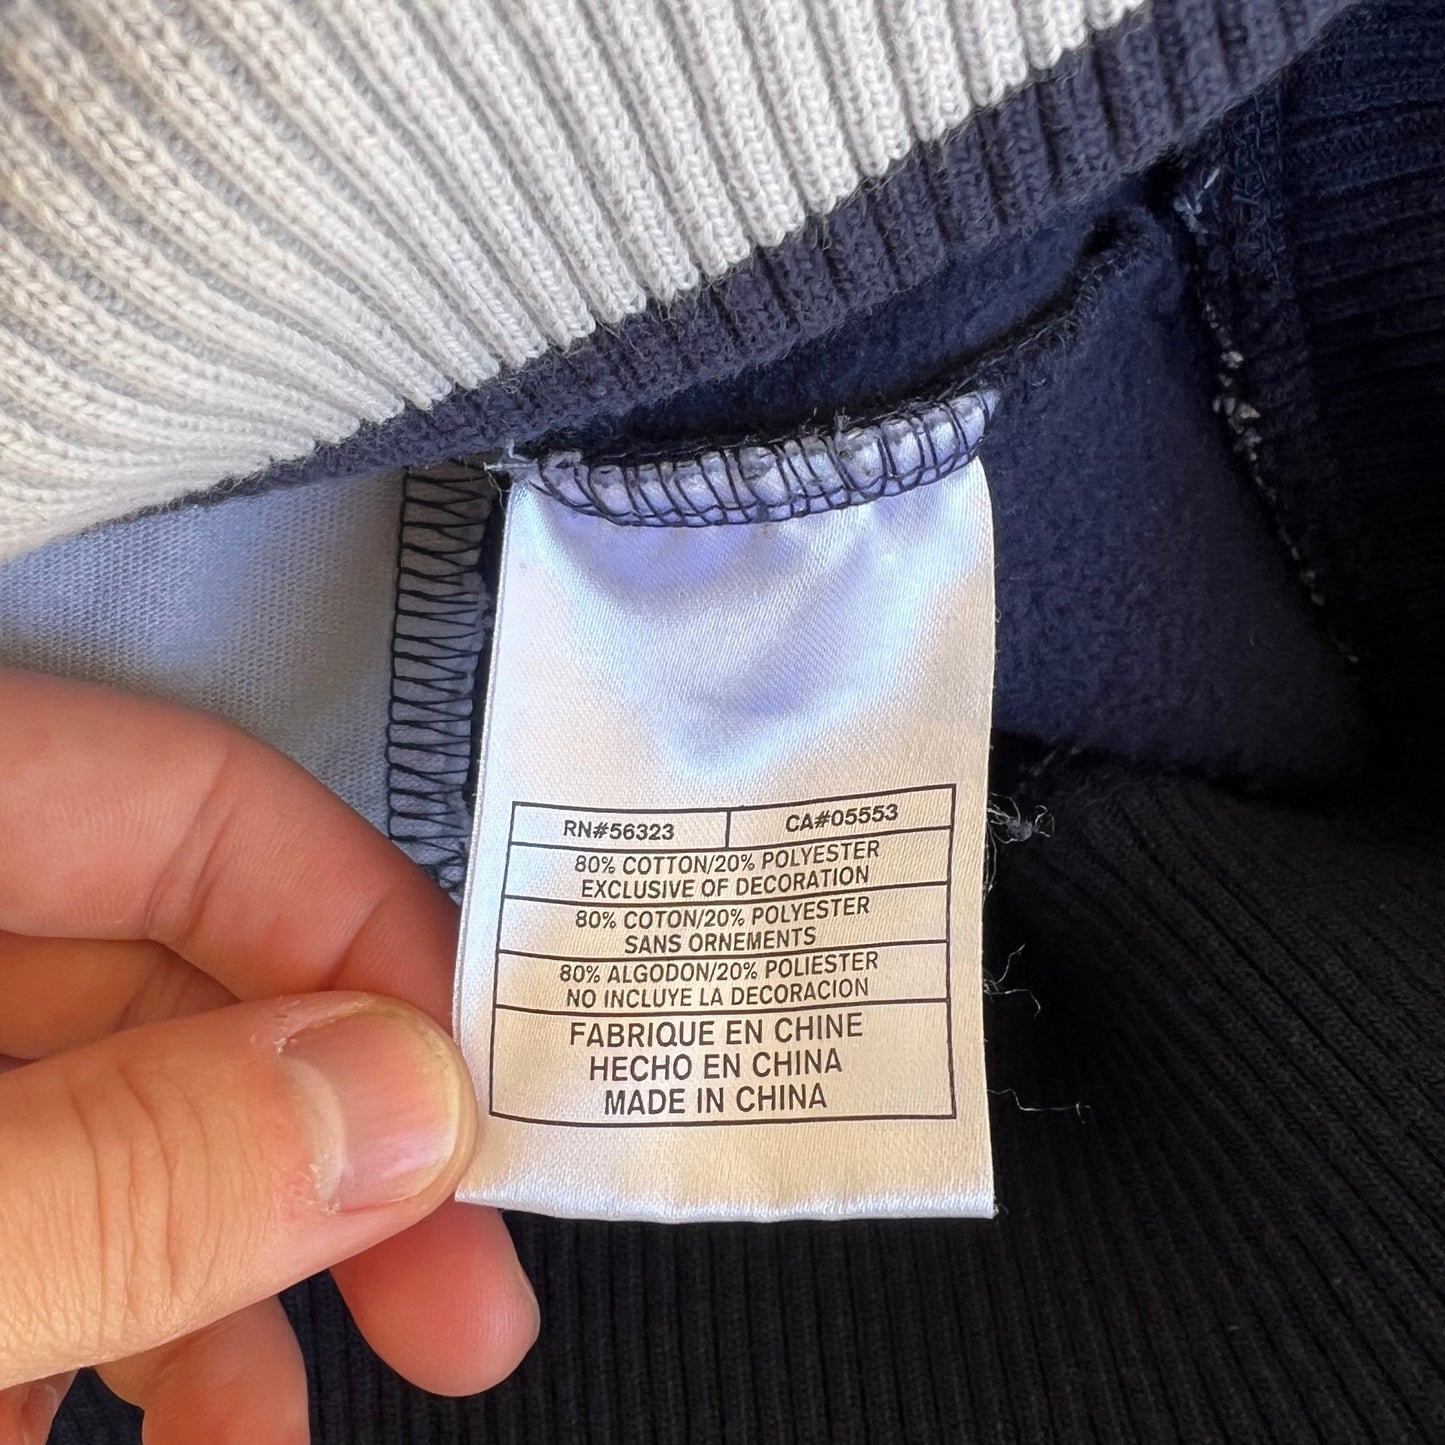 RN#56323 CA#05553
80% COTTON/20% POLYESTER
EXCLUSIVE OF DECORATION
80% COTON/20% POLYESTER
SANS ORNEMENTS
80% ALGODON/20% POLIESTER
NO INCLUYE LA DECORACION
FABRIQUE EN CHINE
HECHO EN CHINA
MADE IN CHINA